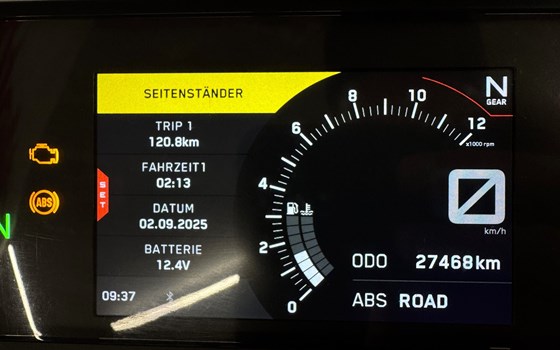 SEITENSTÄNDER
TRIP 1
120.8km
FAHRZEIT1
02:13
DATUM
02.09.2025
BATTERIE
12.4V
09:37
SET
ABS
N
0
2
4
6
8
10
12
x1000 rpm
N
GEAR
km/h
ODO 27468km
ABS ROAD